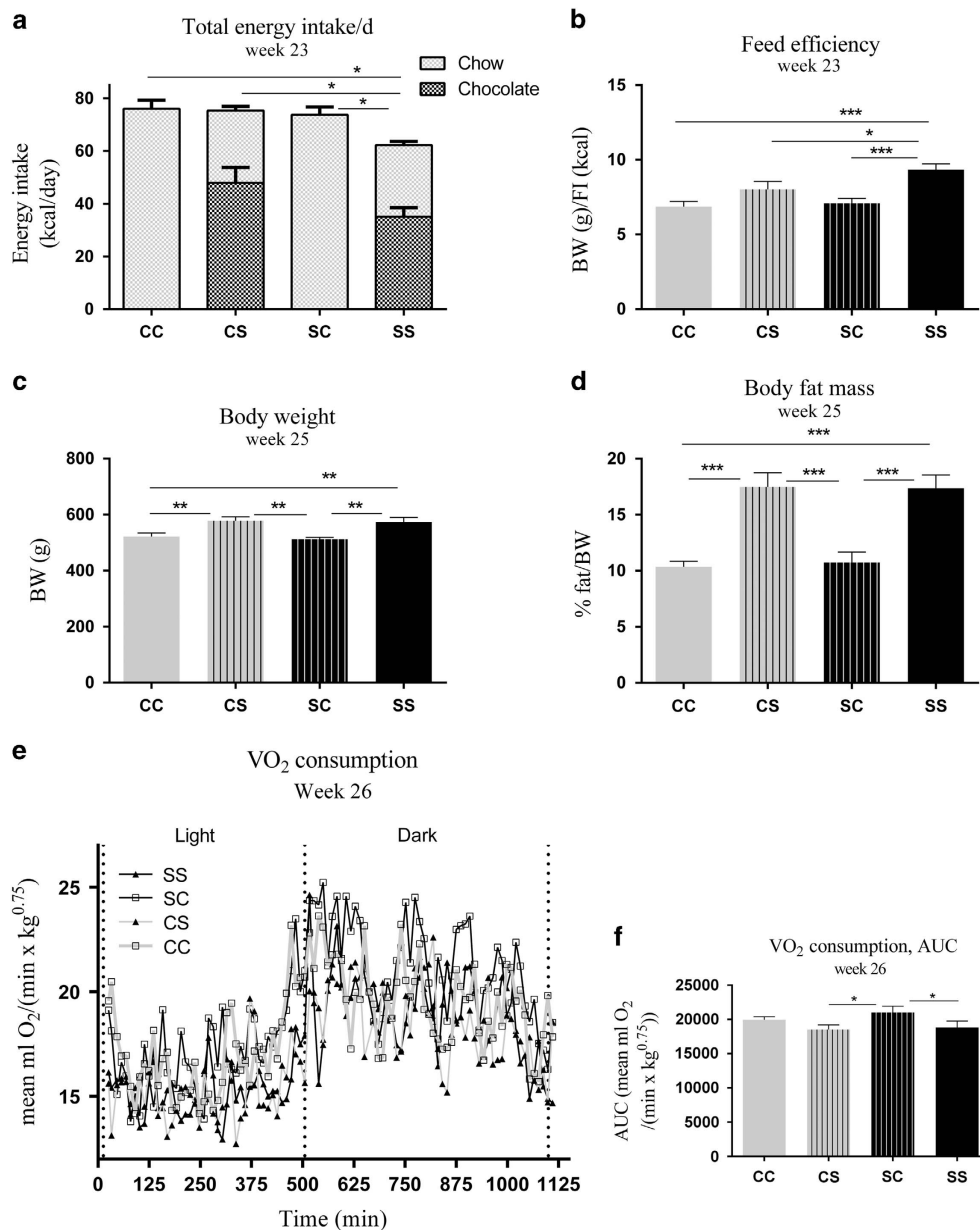 a
Total energy intake/d
week 23
Chow
Chocolate
*
*
*
Energy intake
(kcal/day)
80
60
40
20
0
CC CS SC SS
b
Feed efficiency
week 23
***
*
***
BW (g)/FI (kcal)
15
10
5
0
CC CS SC SS
c
Body weight
week 25
**
** ** **
BW (g)
800
600
400
200
0
CC CS SC SS
d
Body fat mass
week 25
***
*** *** ***
% fat/BW
20
15
10
5
0
CC CS SC SS
e
VO₂ consumption
Week 26
Light Dark
SS
SC
CS
CC
mean ml O₂/(min x kg^0.75)
25
20
15
0 125 250 375 500 625 750 875 1000 1125
Time (min)
f
VO₂ consumption, AUC
week 26
* *
AUC (mean ml O₂
/(min x kg^0.75))
25000
20000
15000
10000
5000
0
CC CS SC SS